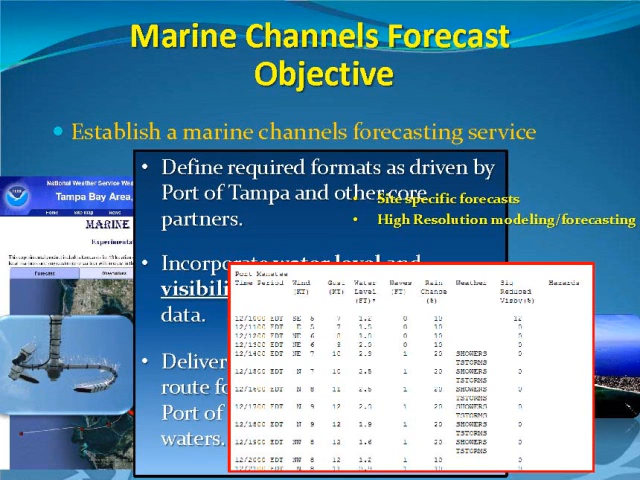 Marine Channels Forecast
Objective
• Establish a marine channels forecasting service
• Define required formats as driven by
Port of Tampa and other core
partners.
• Site specific forecasts
• High Resolution modeling/forecasting
National Weather Service Wea
Tampa Bay Area,
Home News
MARINE
Experimental
Forecasts
• Incorporate water level and
visibili
data.
• Deliver
route fo
Port of
waters.
Port Manatee
Time Period Wind Gust Water Waves Rain Weather Sig Hazards
(KT) (KT) Level (FT) Chance Reduced
(FT)* (%) Visby(%)
12/1000 EDT SE 6 7 1.2 0 10 12
12/1100 EDT E 5 7 1.5 0 10 0
12/1200 EDT NE 6 8 1.8 0 10 0
12/1300 EDT NE 6 9 2.0 0 10 0
12/1400 EDT NE 7 10 2.3 1 20 SHOWERS 0
TSTORMS
12/1500 EDT N 7 10 2.5 1 20 SHOWERS 0
TSTORMS
12/1600 EDT N 8 11 2.5 1 20 SHOWERS 0
TSTORMS
12/1700 EDT N 9 12 2.3 1 20 SHOWERS 0
TSTORMS
12/1800 EDT N 9 12 1.9 1 20 SHOWERS 0
TSTORMS
12/1900 EDT NW 8 12 1.6 1 20 SHOWERS 0
TSTORMS
12/2000 EDT NW 8 12 1.2 1 10 0